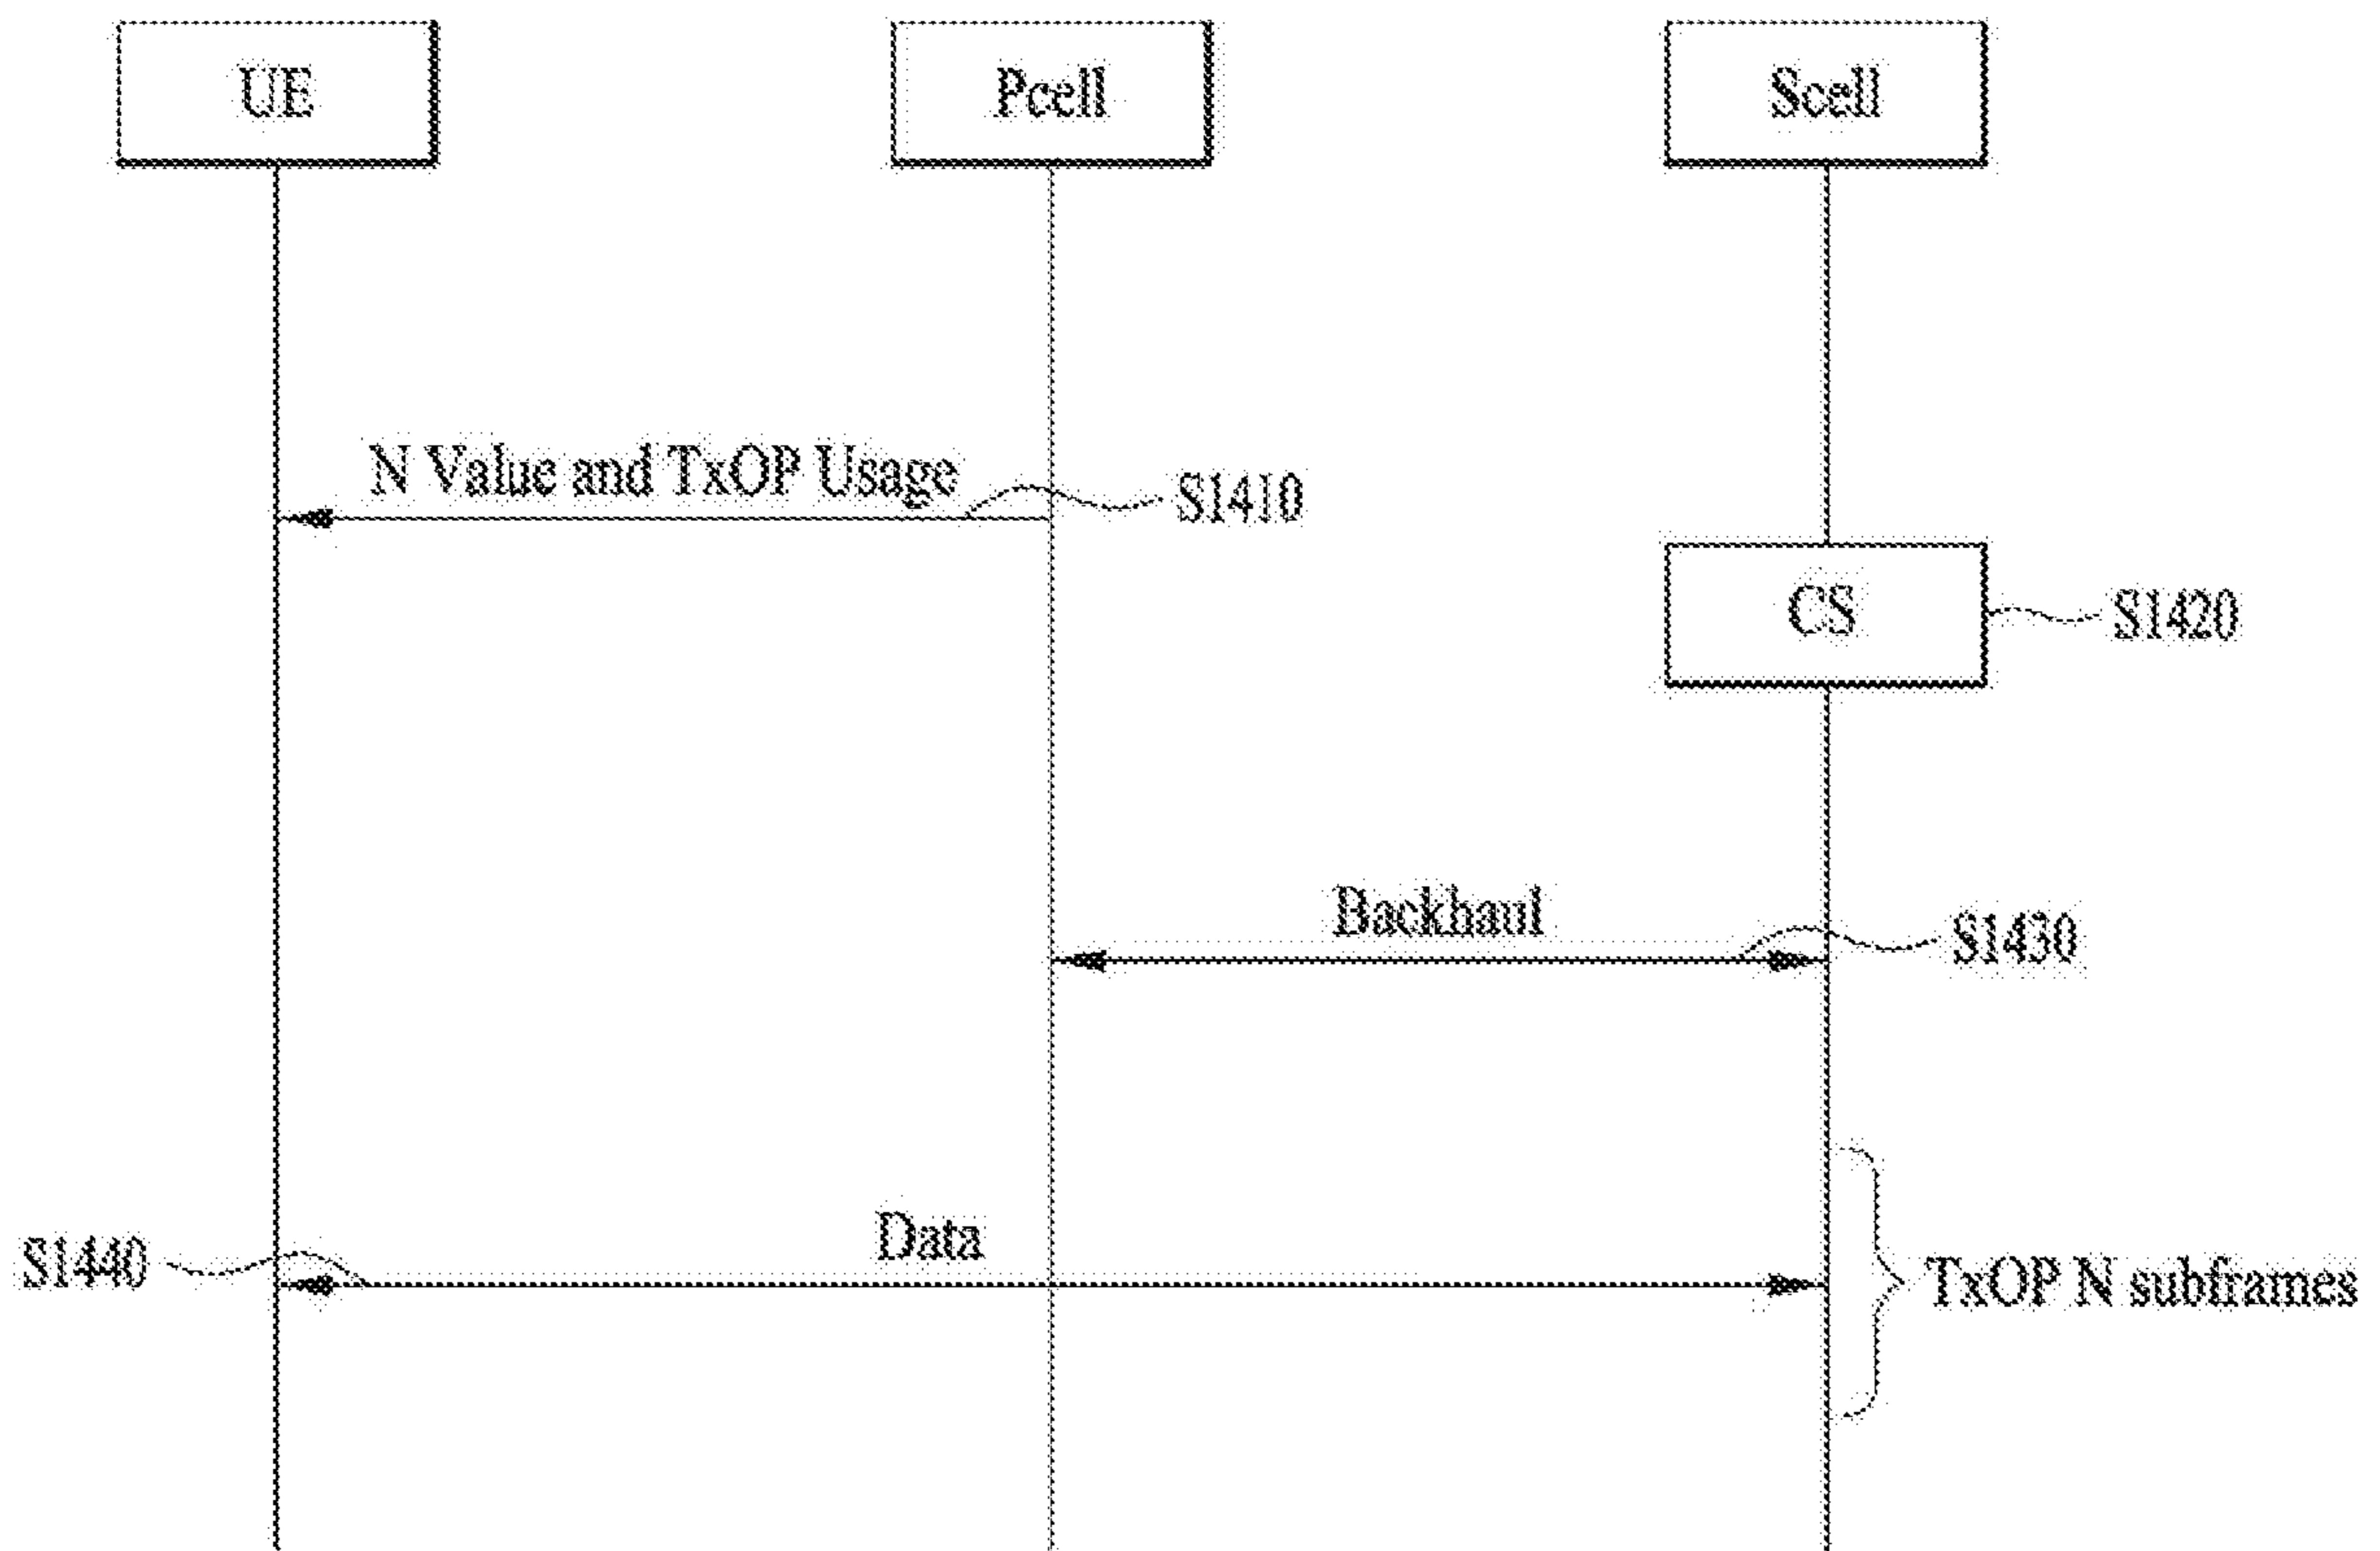 UE
Pcell
Scell
N Value and TxOP Usage
S1410
CS
S1420
Backhaul
S1430
Data
S1440
TxOP N subframes